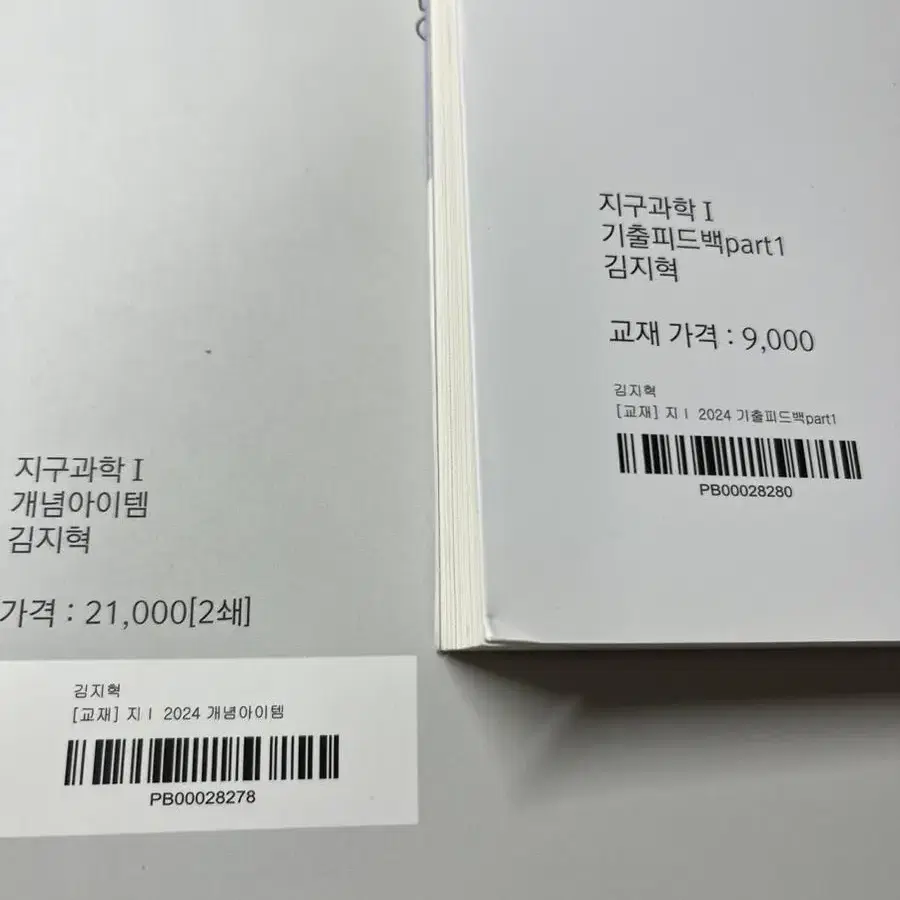 지구과학 I
개념아이템
김지혁
가격 : 21,000[2쇄]
김지혁
[교재] 지 I 2024 개념아이템
PB00028278
지구과학 I
기출피드백part1
김지혁
교재 가격 : 9,000
김지혁
[교재] 지 I 2024 기출피드백part1
PB00028280